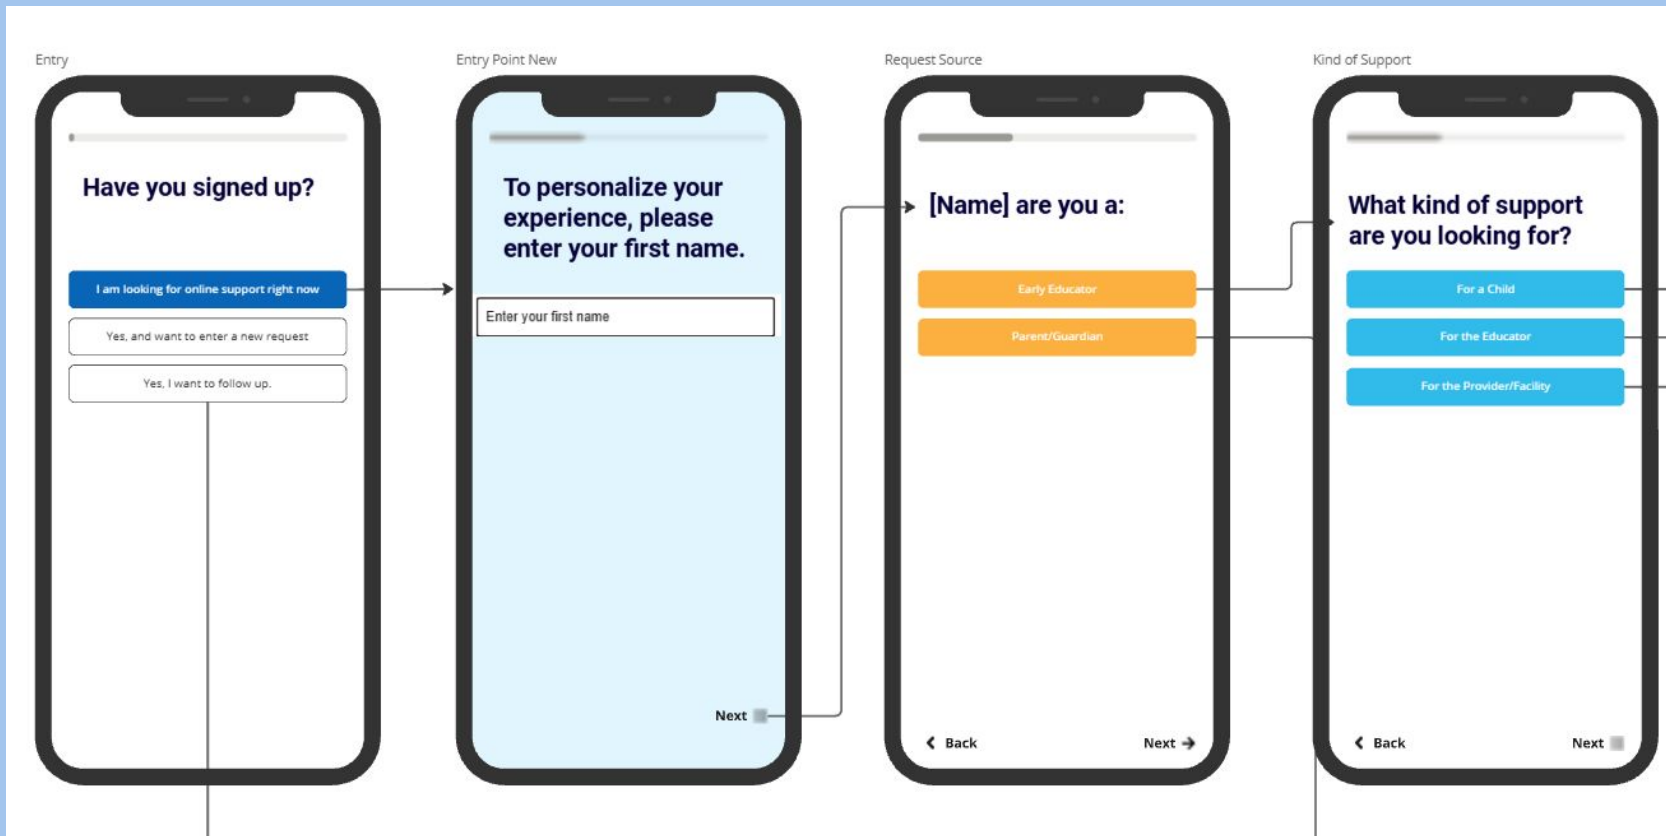 Entry
Have you signed up?
I am looking for online support right now
Yes, and want to enter a new request
Yes, I want to follow up.
Entry Point New
To personalize your
experience, please
enter your first name.
Enter your first name
Next
Request Source
[Name] are you a:
Early Educator
Parent/Guardian
Back
Next
Kind of Support
What kind of support
are you looking for?
For a Child
For the Educator
For the Provider/Facility
Back
Next